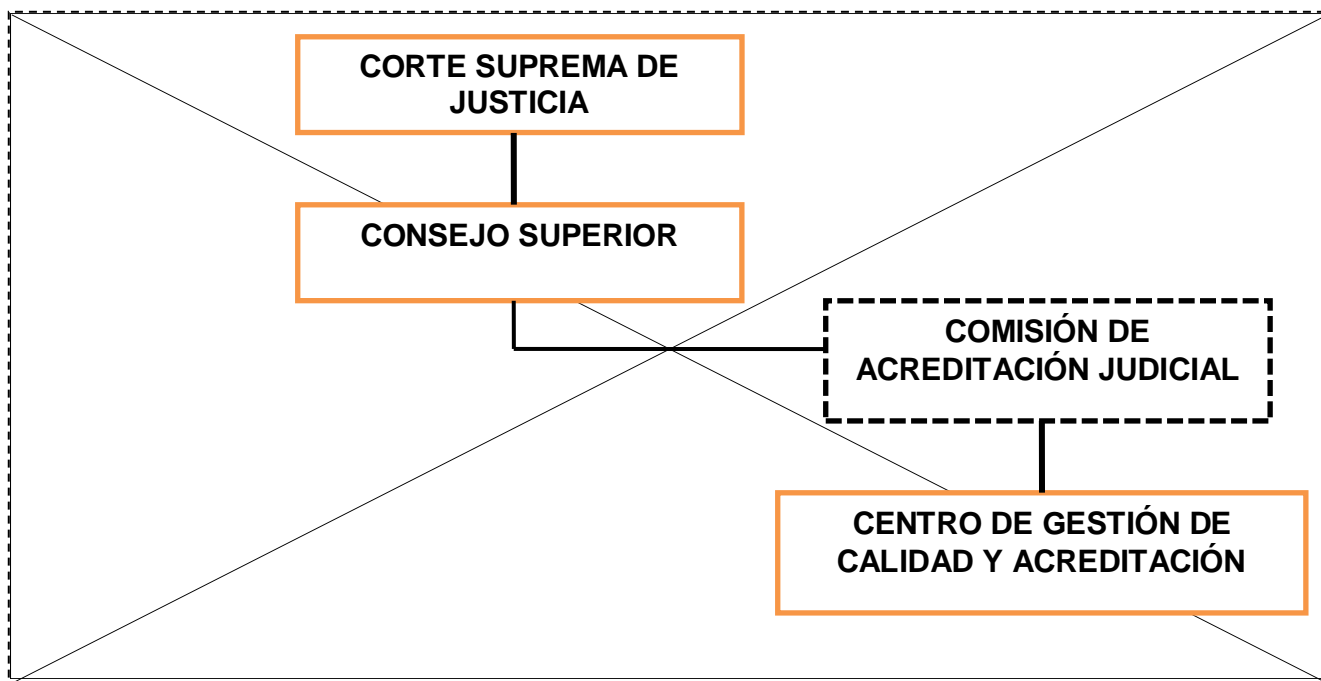 CORTE SUPREMA DE
JUSTICIA
CONSEJO SUPERIOR
COMISIÓN DE
ACREDITACIÓN JUDICIAL
CENTRO DE GESTIÓN DE
CALIDAD Y ACREDITACIÓN